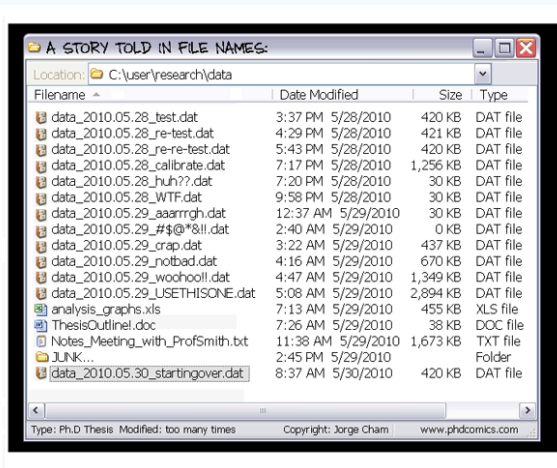 A STORY TOLD IN FILE NAMES:
Location: C:\user\research\data
Filename Date Modified Size Type
data_2010.05.28_test.dat 3:37 PM 5/28/2010 420 KB DAT file
data_2010.05.28_re-test.dat 4:29 PM 5/28/2010 421 KB DAT file
data_2010.05.28_re-re-test.dat 5:43 PM 5/28/2010 420 KB DAT file
data_2010.05.28_calibrate.dat 7:17 PM 5/28/2010 1,256 KB DAT file
data_2010.05.28_huh??.dat 7:20 PM 5/28/2010 30 KB DAT file
data_2010.05.28_WTF.dat 9:58 PM 5/28/2010 30 KB DAT file
data_2010.05.29_aaarrrgh.dat 12:37 AM 5/29/2010 30 KB DAT file
data_2010.05.29_#$@*&!!.dat 2:40 AM 5/29/2010 0 KB DAT file
data_2010.05.29_crap.dat 3:22 AM 5/29/2010 437 KB DAT file
data_2010.05.29_notbad.dat 4:16 AM 5/29/2010 670 KB DAT file
data_2010.05.29_woohoo!!.dat 4:47 AM 5/29/2010 1,349 KB DAT file
data_2010.05.29_USETHISONE.dat 5:08 AM 5/29/2010 2,894 KB DAT file
analysis_graphs.xls 7:13 AM 5/29/2010 455 KB XLS file
ThesisOutline!.doc 7:26 AM 5/29/2010 38 KB DOC file
Notes_Meeting_with_ProfSmith.txt 11:38 AM 5/29/2010 1,673 KB TXT file
JUNK... 2:45 PM 5/29/2010 Folder
data_2010.05.30_startingover.dat 8:37 AM 5/30/2010 420 KB DAT file
Type: Ph.D Thesis Modified: too many times Copyright: Jorge Cham www.phdcomics.com